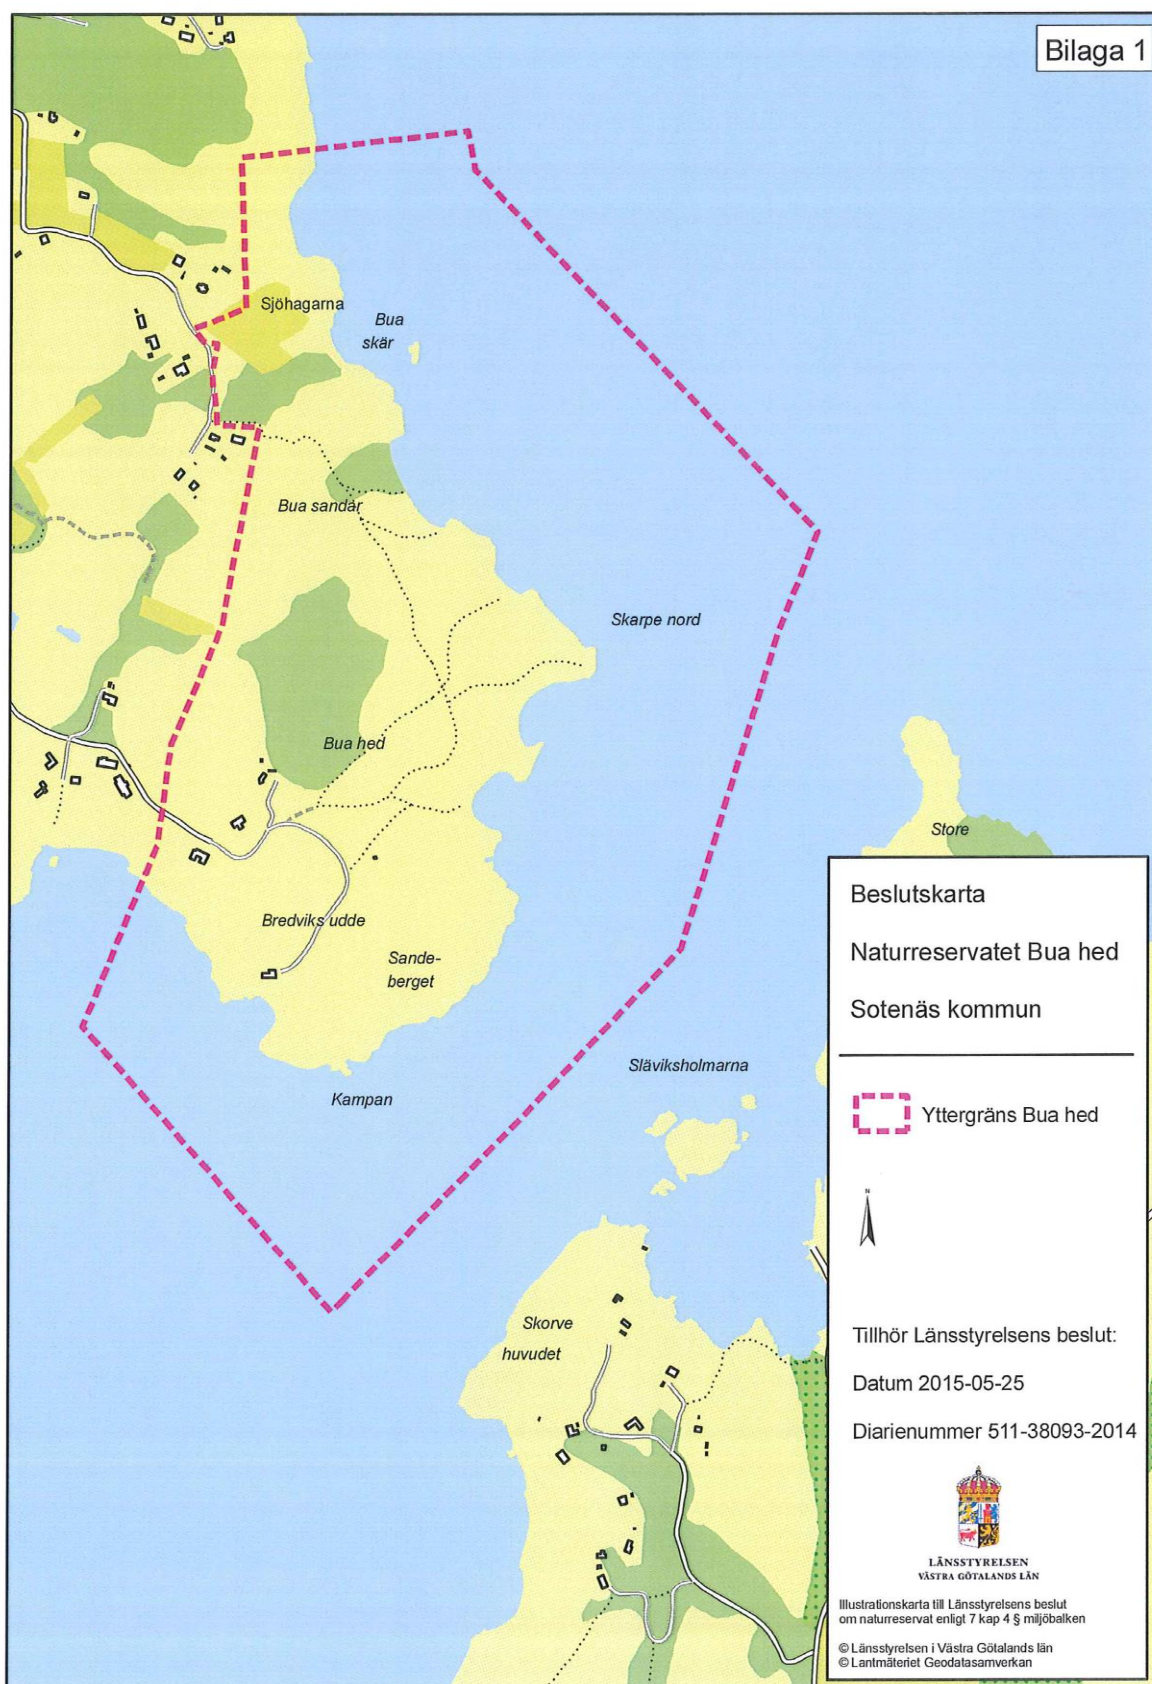 Bilaga 1
Sjöhagarna
Bua
skär
Bua sandar
Skarpe nord
Bua hed
Store
Bredviks udde
Sande-
berget
Släviksholmarna
Kampan
Skorve
huvudet
Beslutskarta
Naturreservatet Bua hed
Sotenäs kommun
Yttergräns Bua hed
N
Tillhör Länsstyrelsens beslut:
Datum 2015-05-25
Diarienummer 511-38093-2014
LÄNSSTYRELSEN
VÄSTRA GÖTALANDS LÄN
Illustrationskarta till Länsstyrelsens beslut
om naturreservat enligt 7 kap 4 § miljöbalken
© Länsstyrelsen i Västra Götalands län
© Lantmäteriet Geodatasamverkan